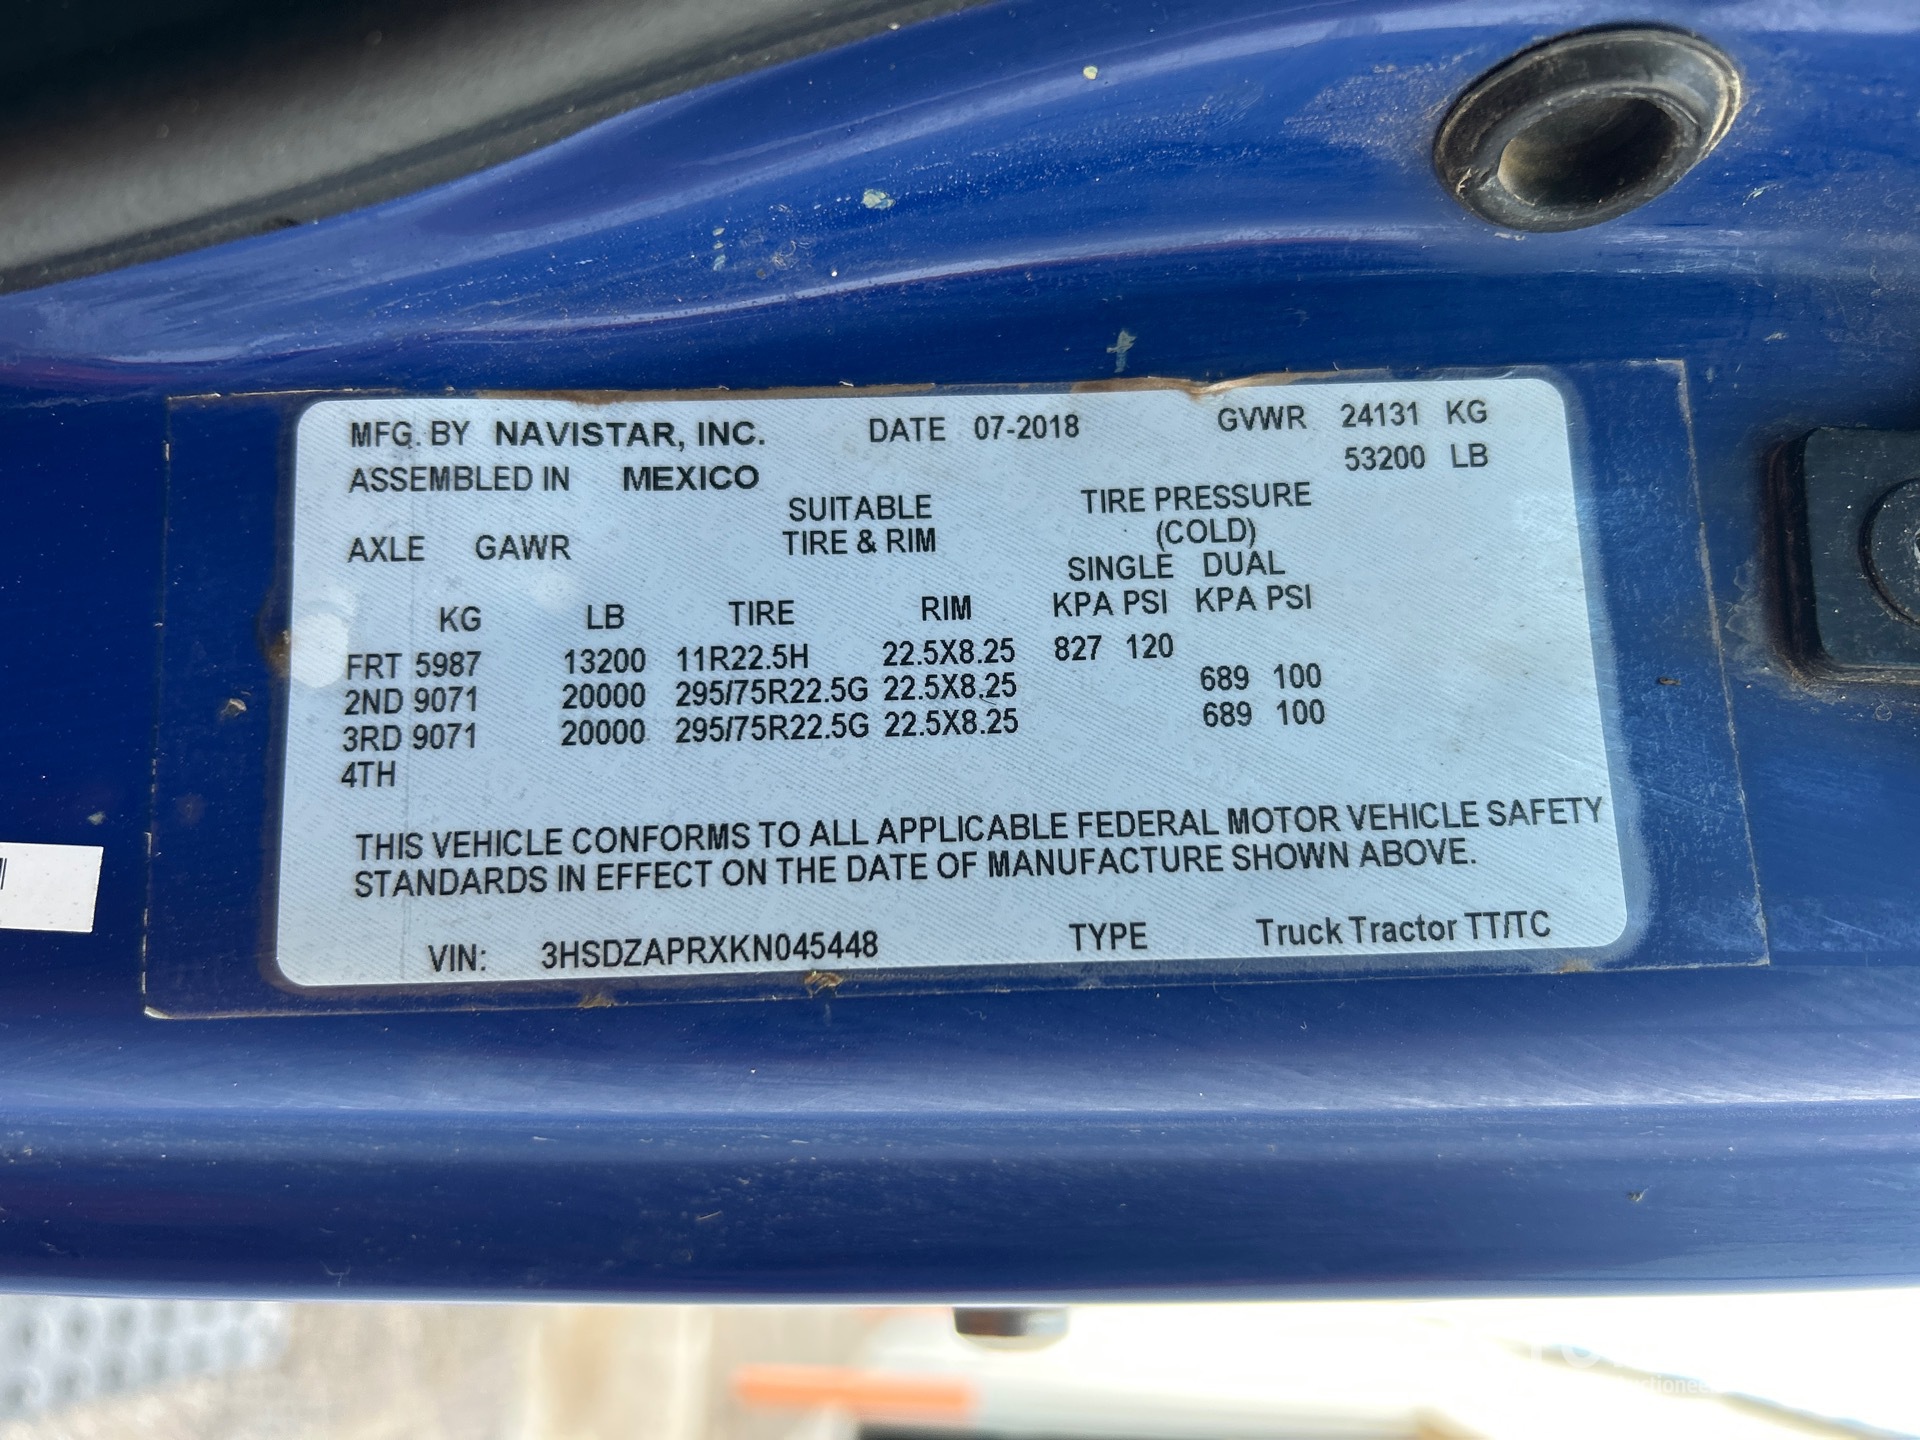 MFG. BY NAVISTAR, INC. DATE 07-2018 GVWR 24131 KG
53200 LB
ASSEMBLED IN MEXICO
SUITABLE TIRE PRESSURE
AXLE GAWR TIRE & RIM (COLD)
SINGLE DUAL
KG LB TIRE RIM KPA PSI KPA PSI
FRT 5987 13200 11R22.5H 22.5X8.25 827 120
2ND 9071 20000 295/75R22.5G 22.5X8.25 689 100
3RD 9071 20000 295/75R22.5G 22.5X8.25 689 100
4TH
THIS VEHICLE CONFORMS TO ALL APPLICABLE FEDERAL MOTOR VEHICLE SAFETY
STANDARDS IN EFFECT ON THE DATE OF MANUFACTURE SHOWN ABOVE.
VIN: 3HSDZAPRXKN045448 TYPE Truck Tractor TT/TC